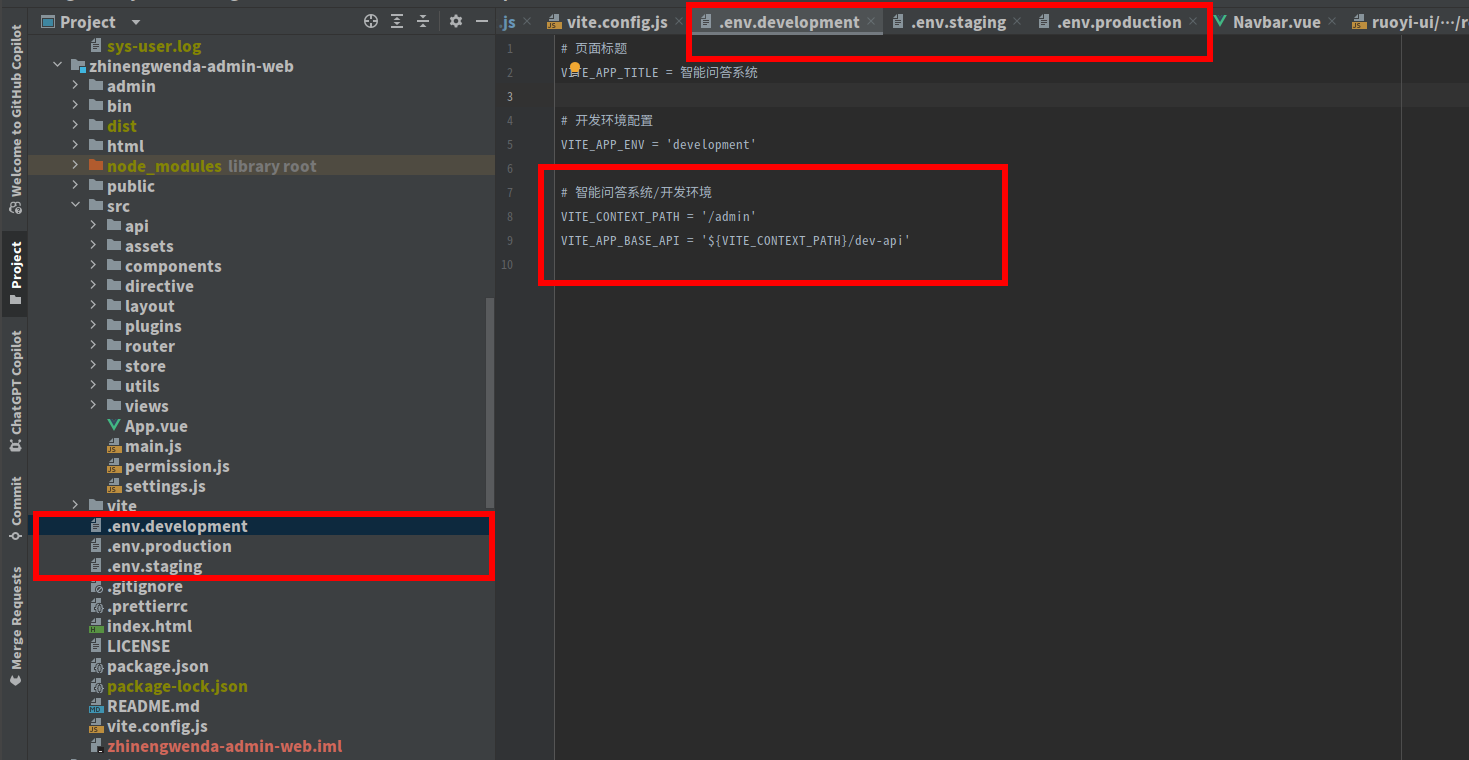 Welcome to GitHub Copilot
Project
ChatGPT Copilot
Commit
Merge Requests
Project
sys-user.log
zhinengwenda-admin-web
admin
bin
dist
html
node_modules library root
public
src
api
assets
components
directive
layout
plugins
router
store
utils
views
App.vue
main.js
permission.js
settings.js
vite
.env.development
.env.production
.env.staging
.gitignore
.prettierrc
index.html
LICENSE
package.json
package-lock.json
README.md
vite.config.js
zhinengwenda-admin-web.iml
.js vite.config.js .env.development .env.staging .env.production Navbar.vue ruoyi-ui/···/r
1 # 页面标题
2 VITE_APP_TITLE = 智能问答系统
3
4 # 开发环境配置
5 VITE_APP_ENV = 'development'
6
7 # 智能问答系统/开发环境
8 VITE_CONTEXT_PATH = '/admin'
9 VITE_APP_BASE_API = '${VITE_CONTEXT_PATH}/dev-api'
10